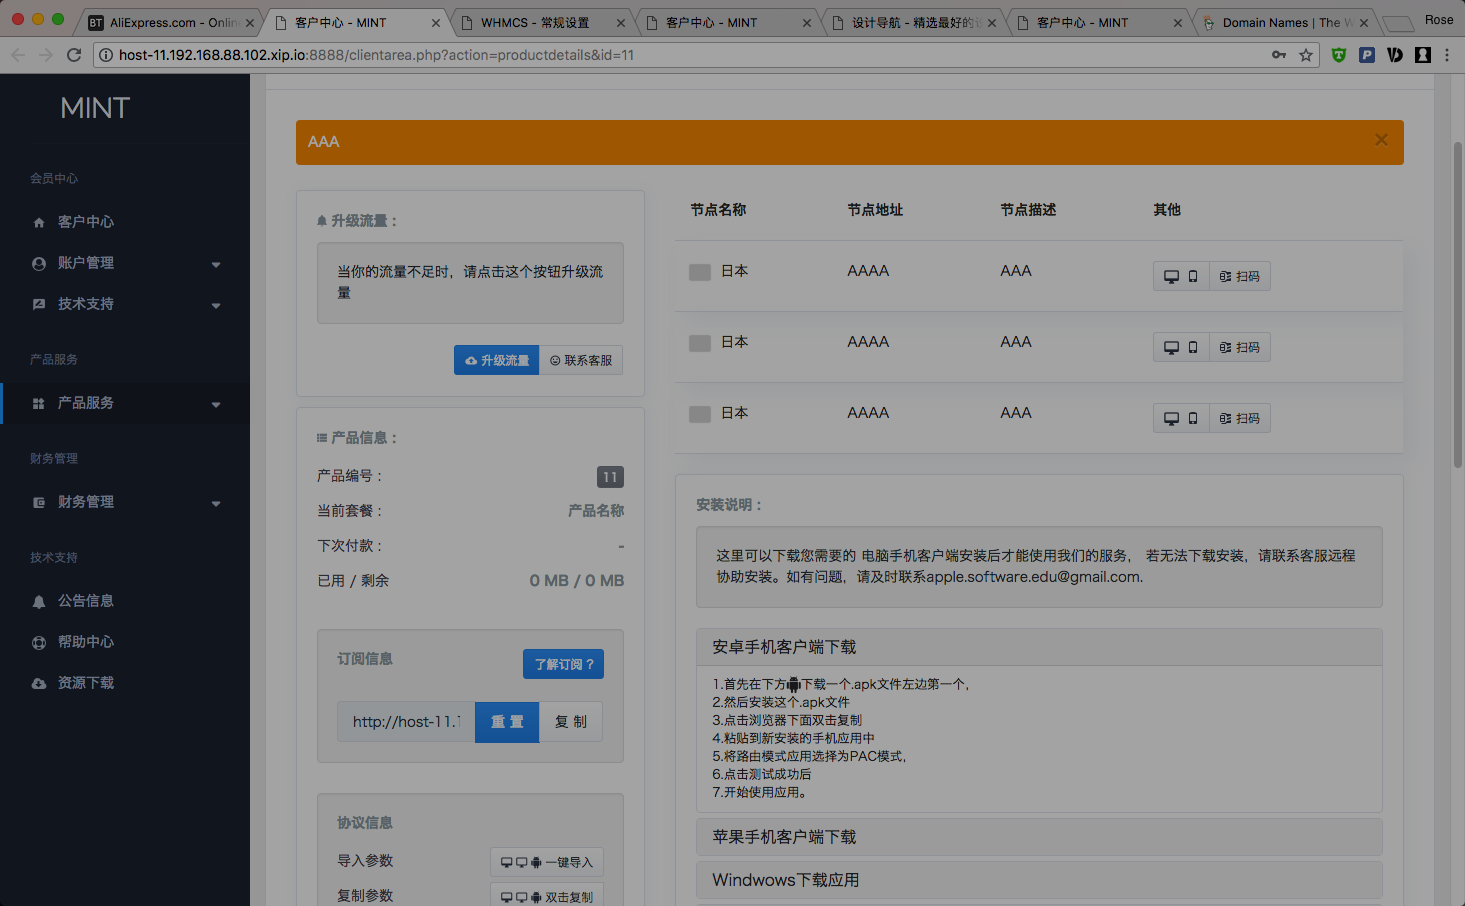 AliExpress.com - Onlin
客户中心 - MINT
WHMCS - 常规设置
客户中心 - MINT
设计导航 - 精选最好的设
客户中心 - MINT
Domain Names | The W
Rose
host-11.192.168.88.102.xip.io:8888/clientarea.php?action=productdetails&id=11
MINT
会员中心
客户中心
账户管理
技术支持
产品服务
产品服务
财务管理
财务管理
技术支持
公告信息
帮助中心
资源下载
AAA
升级流量：
当你的流量不足时，请点击这个按钮升级流
量
升级流量
联系客服
产品信息：
产品编号： 11
当前套餐： 产品名称
下次付款： -
已用 / 剩余 0 MB / 0 MB
订阅信息
了解订阅？
http://host-11.1
重 置
复 制
协议信息
导入参数 一键导入
复制参数 双击复制
节点名称 节点地址 节点描述 其他
日本 AAAA AAA 扫码
日本 AAAA AAA 扫码
日本 AAAA AAA 扫码
安装说明：
这里可以下载您需要的 电脑手机客户端安装后才能使用我们的服务， 若无法下载安装，请联系客服远程
协助安装。如有问题，请及时联系apple.software.edu@gmail.com.
安卓手机客户端下载
1.首先在下方下载一个.apk文件左边第一个，
2.然后安装这个.apk文件
3.点击浏览器下面双击复制
4.粘贴到新安装的手机应用中
5.将路由模式应用选择为PAC模式，
6.点击测试成功后
7.开始使用应用。
苹果手机客户端下载
Windwows下载应用